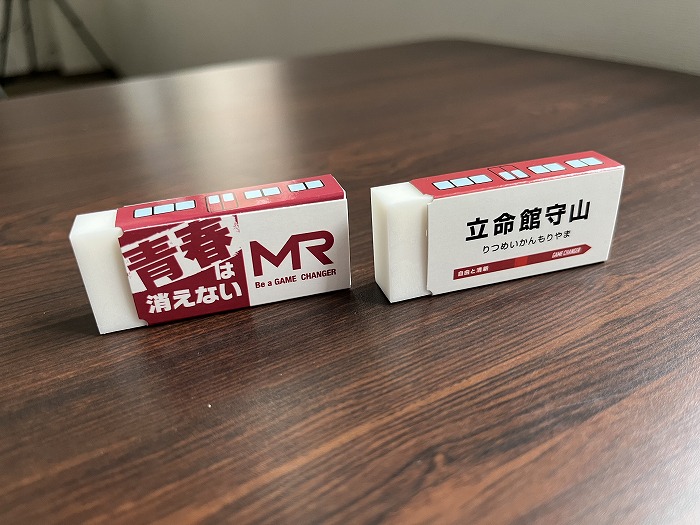 青春
は
消えない
MR
Be a GAME CHANGER
立命館守山
りつめいかんもりやま
自由と清新
GAME CHANGER